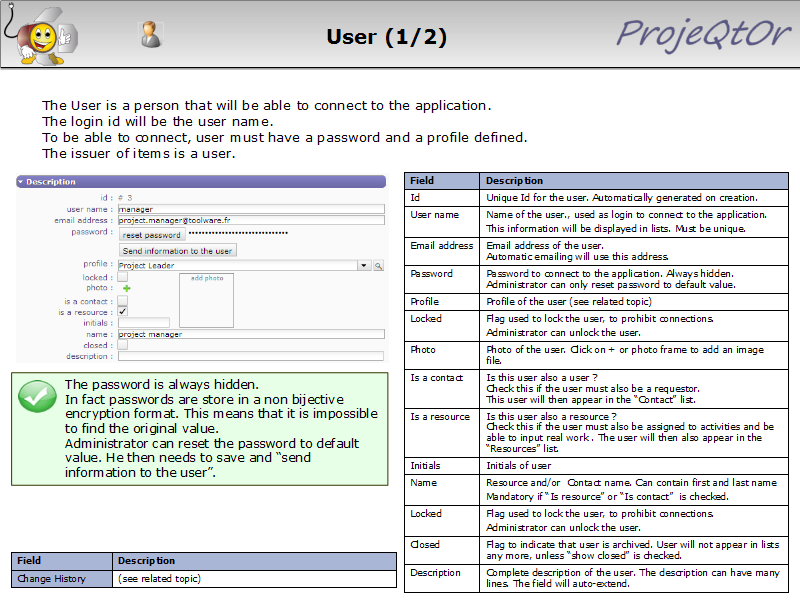 User (1/2)
ProjeQtOr
The User is a person that will be able to connect to the application.
The login id will be the user name.
To be able to connect, user must have a password and a profile defined.
The issuer of items is a user.
Description
id : # 3
user name : manager
email address : project.manager@toolware.fr
password : reset password ••••••••••••••••••••••••••••••
Send information to the user
profile : Project Leader
locked :
add photo
photo :
is a contact :
is a resource :
initials :
name : project manager
closed :
description :
The password is always hidden.
In fact passwords are store in a non bijective
encryption format. This means that it is impossible
to find the original value.
Administrator can reset the password to default
value. He then needs to save and “send
information to the user”.
Field Description
Change History (see related topic)
Field Description
Id Unique Id for the user. Automatically generated on creation.
User name Name of the user., used as login to connect to the application.
This information will be displayed in lists. Must be unique.
Email address Email address of the user.
Automatic emailing will use this address.
Password Password to connect to the application. Always hidden.
Administrator can only reset password to default value.
Profile Profile of the user (see related topic)
Locked Flag used to lock the user, to prohibit connections.
Administrator can unlock the user.
Photo Photo of the user. Click on + or photo frame to add an image
file.
Is a contact Is this user also a user ?
Check this if the user must also be a requestor.
This user will then appear in the “Contact” list.
Is a resource Is this user also a resource ?
Check this if the user must also be assigned to activities and be
able to input real work . The user will then also appear in the
“Resources” list.
Initials Initials of user
Name Resource and/or Contact name. Can contain first and last name
Mandatory if “Is resource” or “Is contact” is checked.
Locked Flag used to lock the user, to prohibit connections.
Administrator can unlock the user.
Closed Flag to indicate that user is archived. User will not appear in lists
any more, unless “show closed” is checked.
Description Complete description of the user. The description can have many
lines. The field will auto-extend.